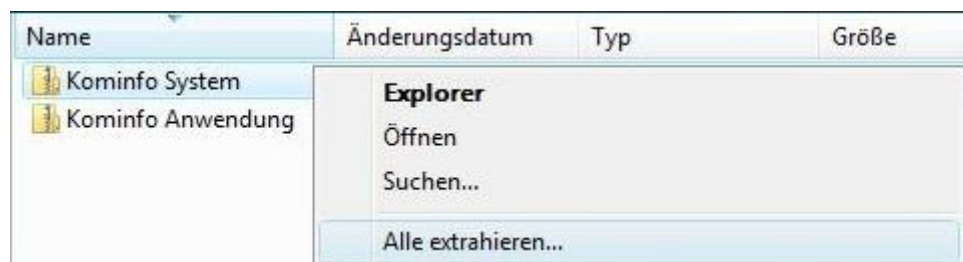 Name Änderungsdatum Typ Größe
Kominfo System
Kominfo Anwendung
Explorer
Öffnen
Suchen...
Alle extrahieren...